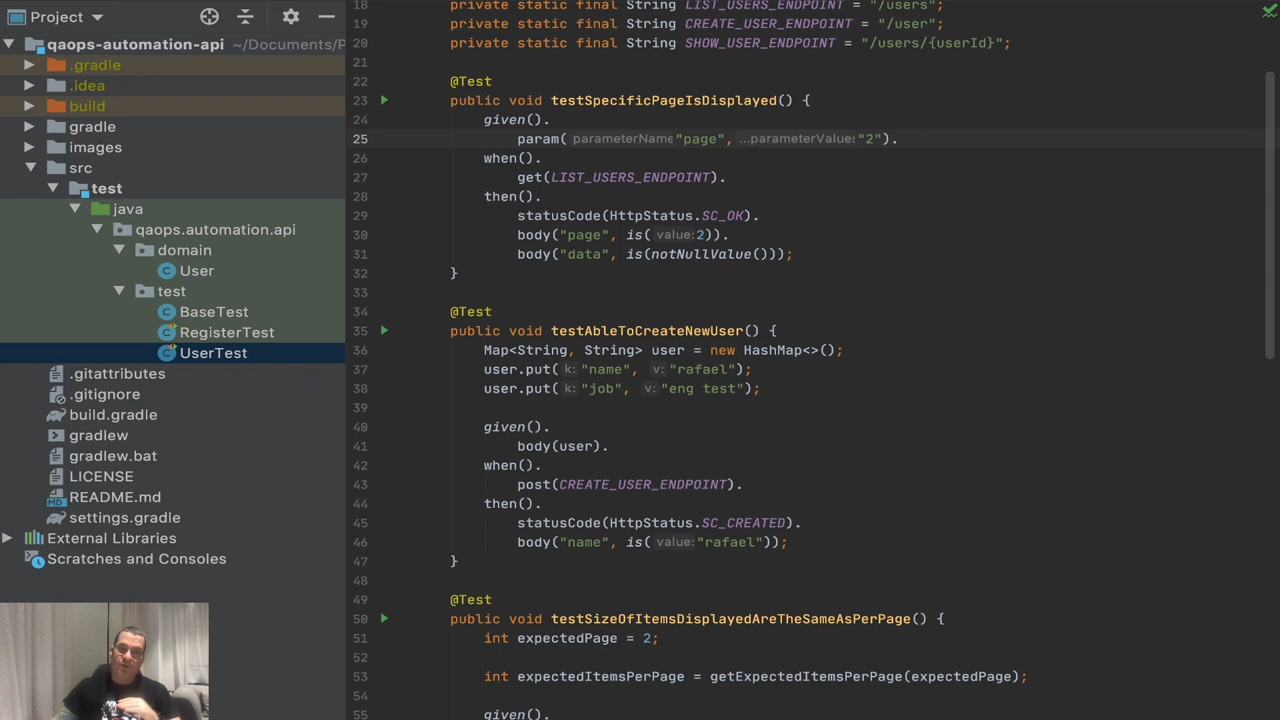 Project
qaops-automation-api ~/Documents/P
.gradle
.idea
build
gradle
images
src
test
java
qaops.automation.api
domain
User
test
BaseTest
RegisterTest
UserTest
.gitattributes
.gitignore
build.gradle
gradlew
gradlew.bat
LICENSE
README.md
settings.gradle
External Libraries
Scratches and Consoles
18 private static final String LIST_USERS_ENDPOINT = "/users";
19 private static final String CREATE_USER_ENDPOINT = "/user";
20 private static final String SHOW_USER_ENDPOINT = "/users/{userId}";
21
22 @Test
23 public void testSpecificPageIsDisplayed() {
24 given().
25 param( parameterName: "page", ...parameterValues: "2").
26 when().
27 get(LIST_USERS_ENDPOINT).
28 then().
29 statusCode(HttpStatus.SC_OK).
30 body("page", is( value: 2)).
31 body("data", is(notNullValue()));
32 }
33
34 @Test
35 public void testAbleToCreateNewUser() {
36 Map<String, String> user = new HashMap<>();
37 user.put( k: "name", v: "rafael");
38 user.put( k: "job", v: "eng test");
39
40 given().
41 body(user).
42 when().
43 post(CREATE_USER_ENDPOINT).
44 then().
45 statusCode(HttpStatus.SC_CREATED).
46 body("name", is( value: "rafael"));
47 }
48
49 @Test
50 public void testSizeOfItemsDisplayedAreTheSameAsPerPage() {
51 int expectedPage = 2;
52
53 int expectedItemsPerPage = getExpectedItemsPerPage(expectedPage);
54
55 given().